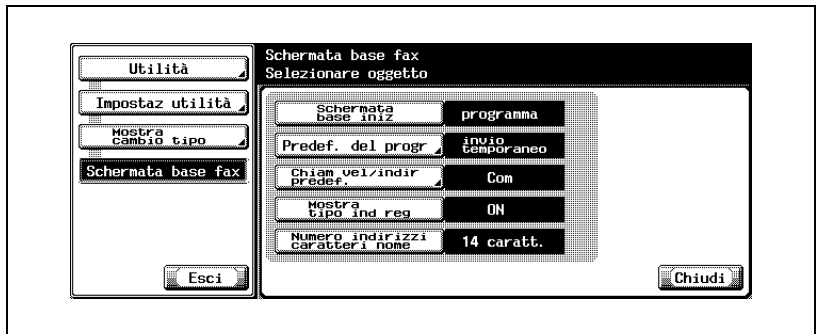 Utilità
Impostaz utilità
Mostra
cambio tipo
Schermata base fax
Esci
Schermata base fax
Selezionare oggetto
Schermata
base iniz
programma
Predef. del progr
invio
temporaneo
Chiam vel/indir
predef.
Com
Mostra
tipo ind reg
ON
Numero indirizzi
caratteri nome
14 caratt.
Chiudi